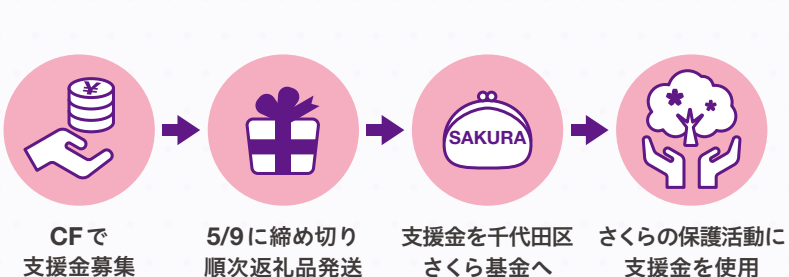 ¥
SAKURA
CFで
支援金募集
5/9に締め切り
順次返礼品発送
支援金を千代田区
さくら基金へ
さくらの保護活動に
支援金を使用